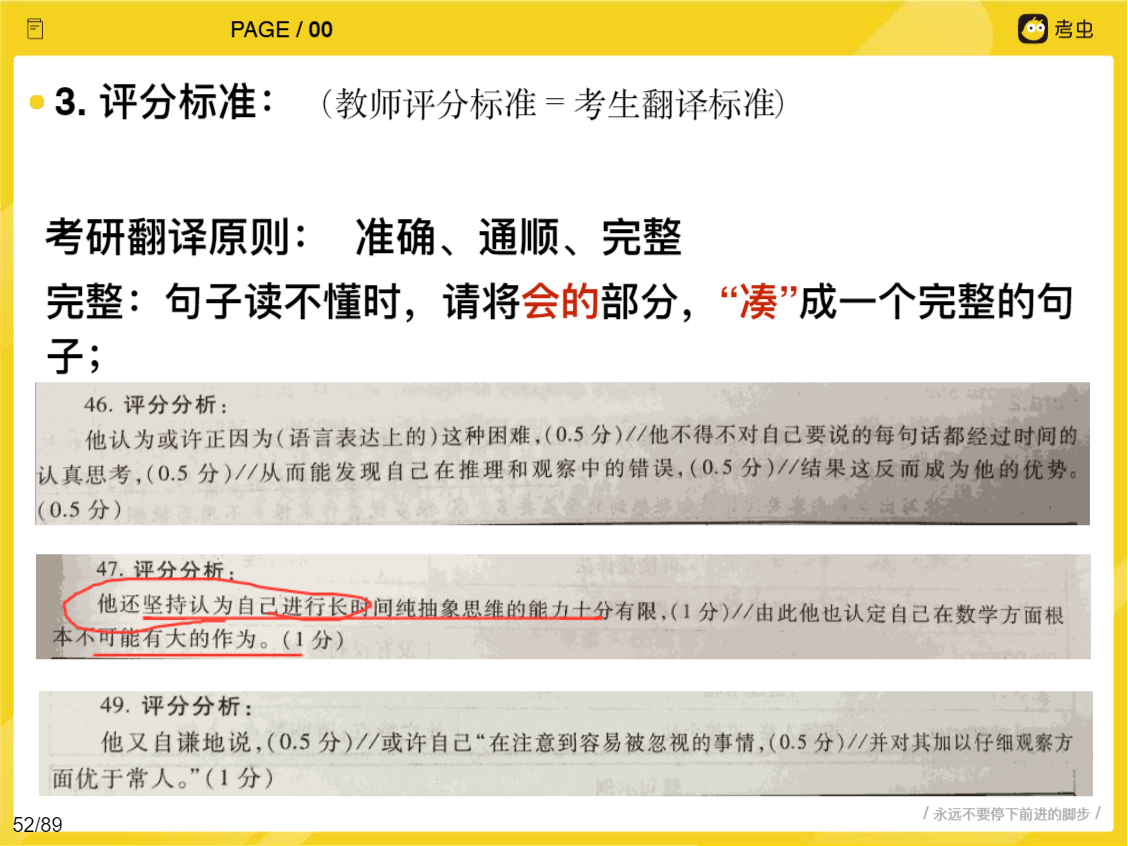 PAGE / 00
考虫
3. 评分标准：（教师评分标准 = 考生翻译标准）
考研翻译原则： 准确、通顺、完整
完整：句子读不懂时，请将会的部分，“凑”成一个完整的句
子；
46. 评分分析：
他认为或许正因为(语言表达上的)这种困难,(0.5 分)//他不得不对自己要说的每句话都经过时间的
认真思考,(0.5 分)//从而能发现自己在推理和观察中的错误,(0.5 分)//结果这反而成为他的优势。
(0.5 分)
47. 评分分析：
他还坚持认为自己进行长时间纯抽象思维的能力十分有限,(1 分)//由此他也认定自己在数学方面根
本不可能有大的作为。(1 分)
49. 评分分析：
他又自谦地说,(0.5 分)//或许自己“在注意到容易被忽视的事情,(0.5 分)//并对其加以仔细观察方
面优于常人。”(1 分)
/ 永远不要停下前进的脚步 /
52/89